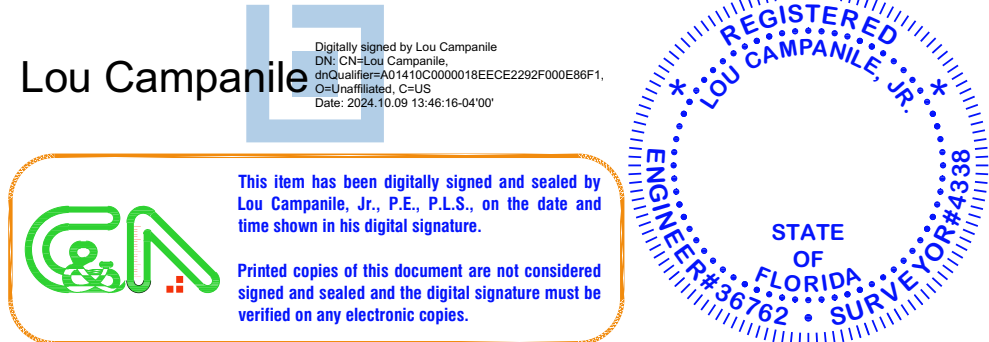 Lou Campanile
Digitally signed by Lou Campanile
DN: CN=Lou Campanile,
dnQualifier=A01410C0000018EECE2292F000E86F1,
O=Unaffiliated, C=US
Date: 2024.10.09 13:46:16-04'00'
This item has been digitally signed and sealed by
Lou Campanile, Jr., P.E., P.L.S., on the date and
time shown in his digital signature.
Printed copies of this document are not considered
signed and sealed and the digital signature must be
verified on any electronic copies.
REGISTERED
* LOU CAMPANILE, JR. *
STATE
OF
FLORIDA
ENGINEER#36762 • SURVEYOR#4338